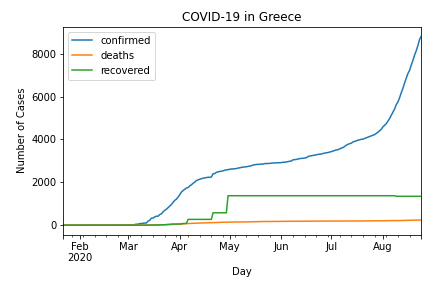 COVID-19 in Greece
confirmed
deaths
recovered
Number of Cases
8000
6000
4000
2000
0
Feb Mar Apr May Jun Jul Aug
2020
Day